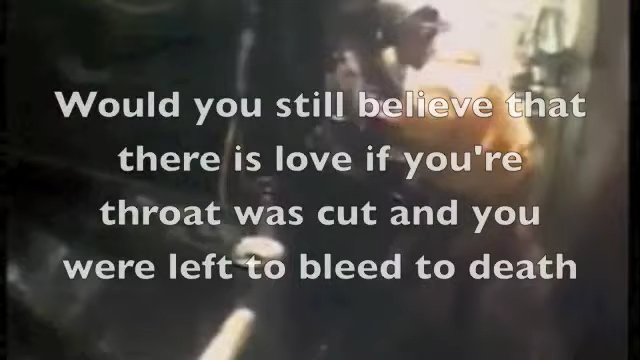 Would you still believe that
there is love if you're
throat was cut and you
were left to bleed to death